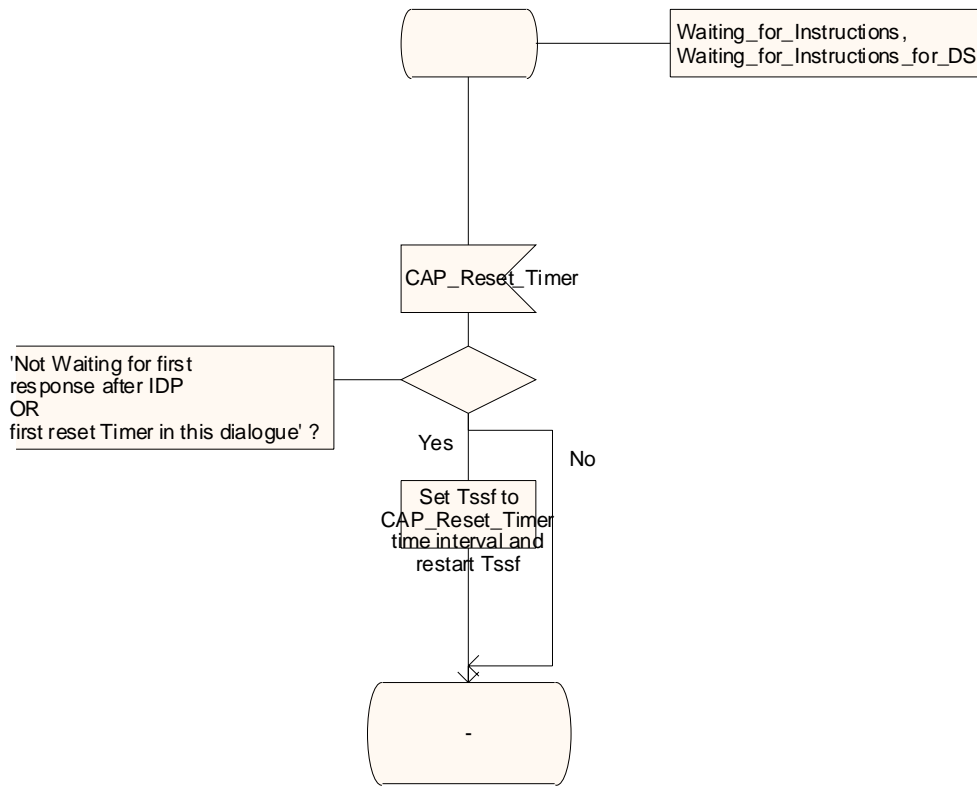 Waiting_for_Instructions,
Waiting_for_Instructions_for_DS
CAP_Reset_Timer
'Not Waiting for first
response after IDP
OR
first reset Timer in this dialogue' ?
Yes
No
Set Tssf to
CAP_Reset_Timer
time interval and
restart Tssf
-